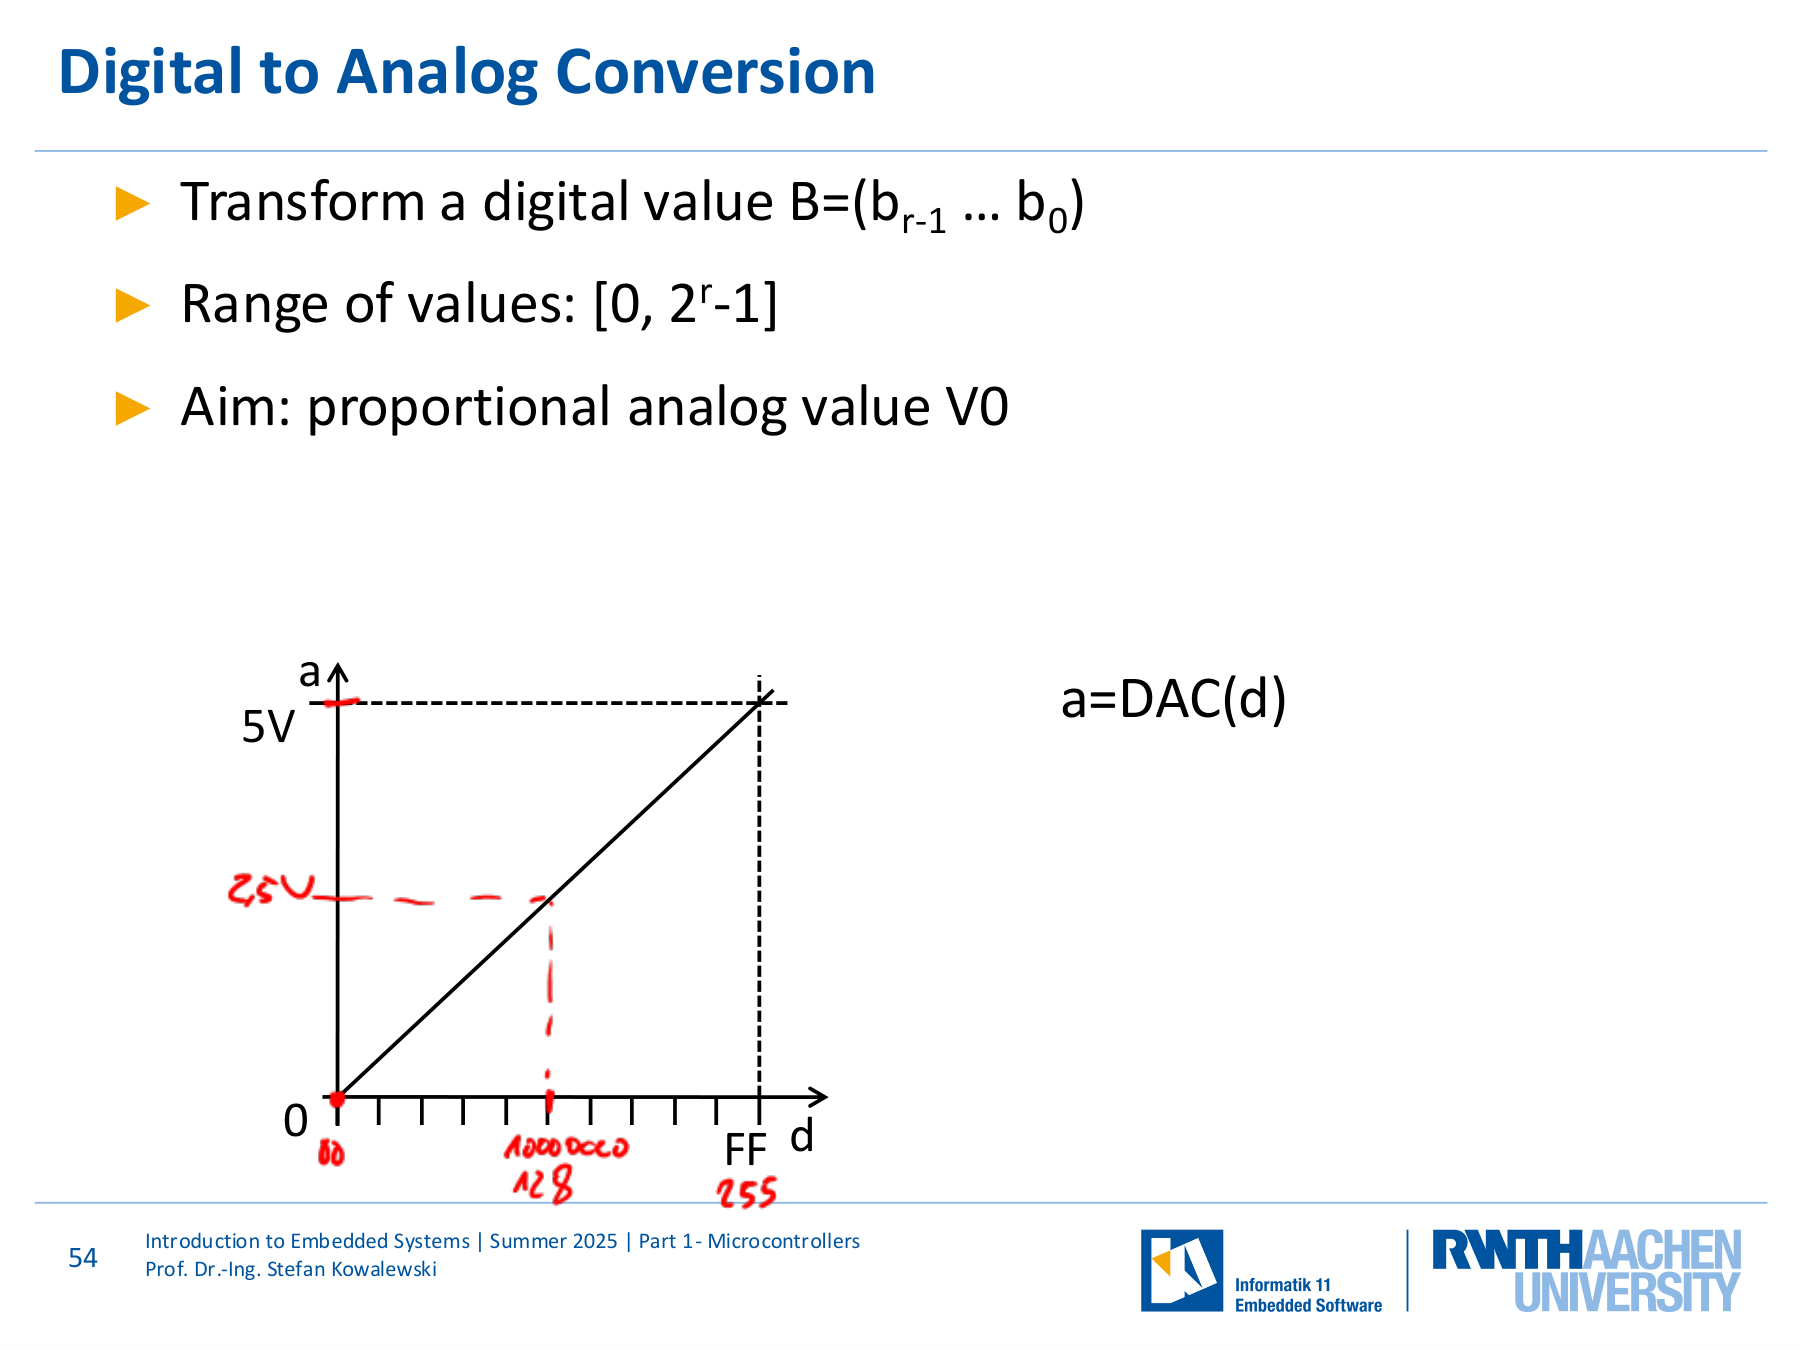 Digital to Analog Conversion
► Transform a digital value B=(b_{r-1} … b_0)
► Range of values: [0, 2^r-1]
► Aim: proportional analog value V0
a
5V
a=DAC(d)
2,5V
0
00
10000000
128
FF
255
d
54
Introduction to Embedded Systems | Summer 2025 | Part 1- Microcontrollers
Prof. Dr.-Ing. Stefan Kowalewski
Informatik 11
Embedded Software
RWTHAACHEN
UNIVERSITY